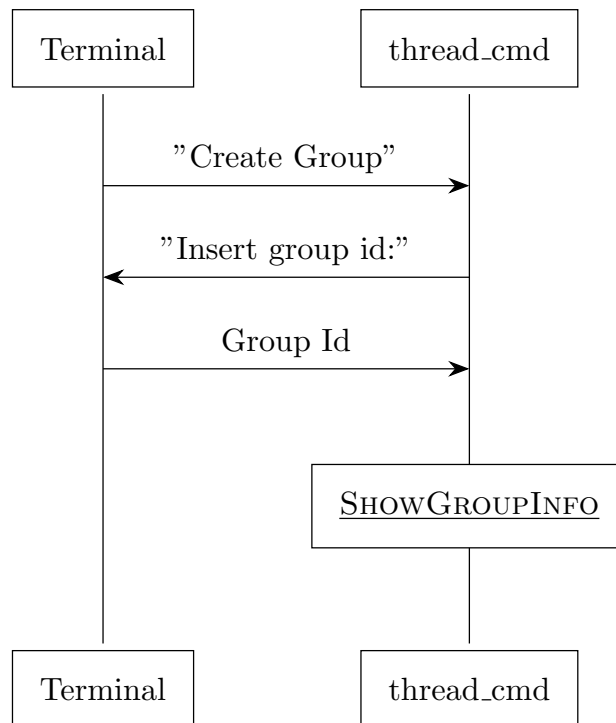 Terminal
thread_cmd
”Create Group”
”Insert group id:”
Group Id
ShowGroupInfo
Terminal
thread_cmd